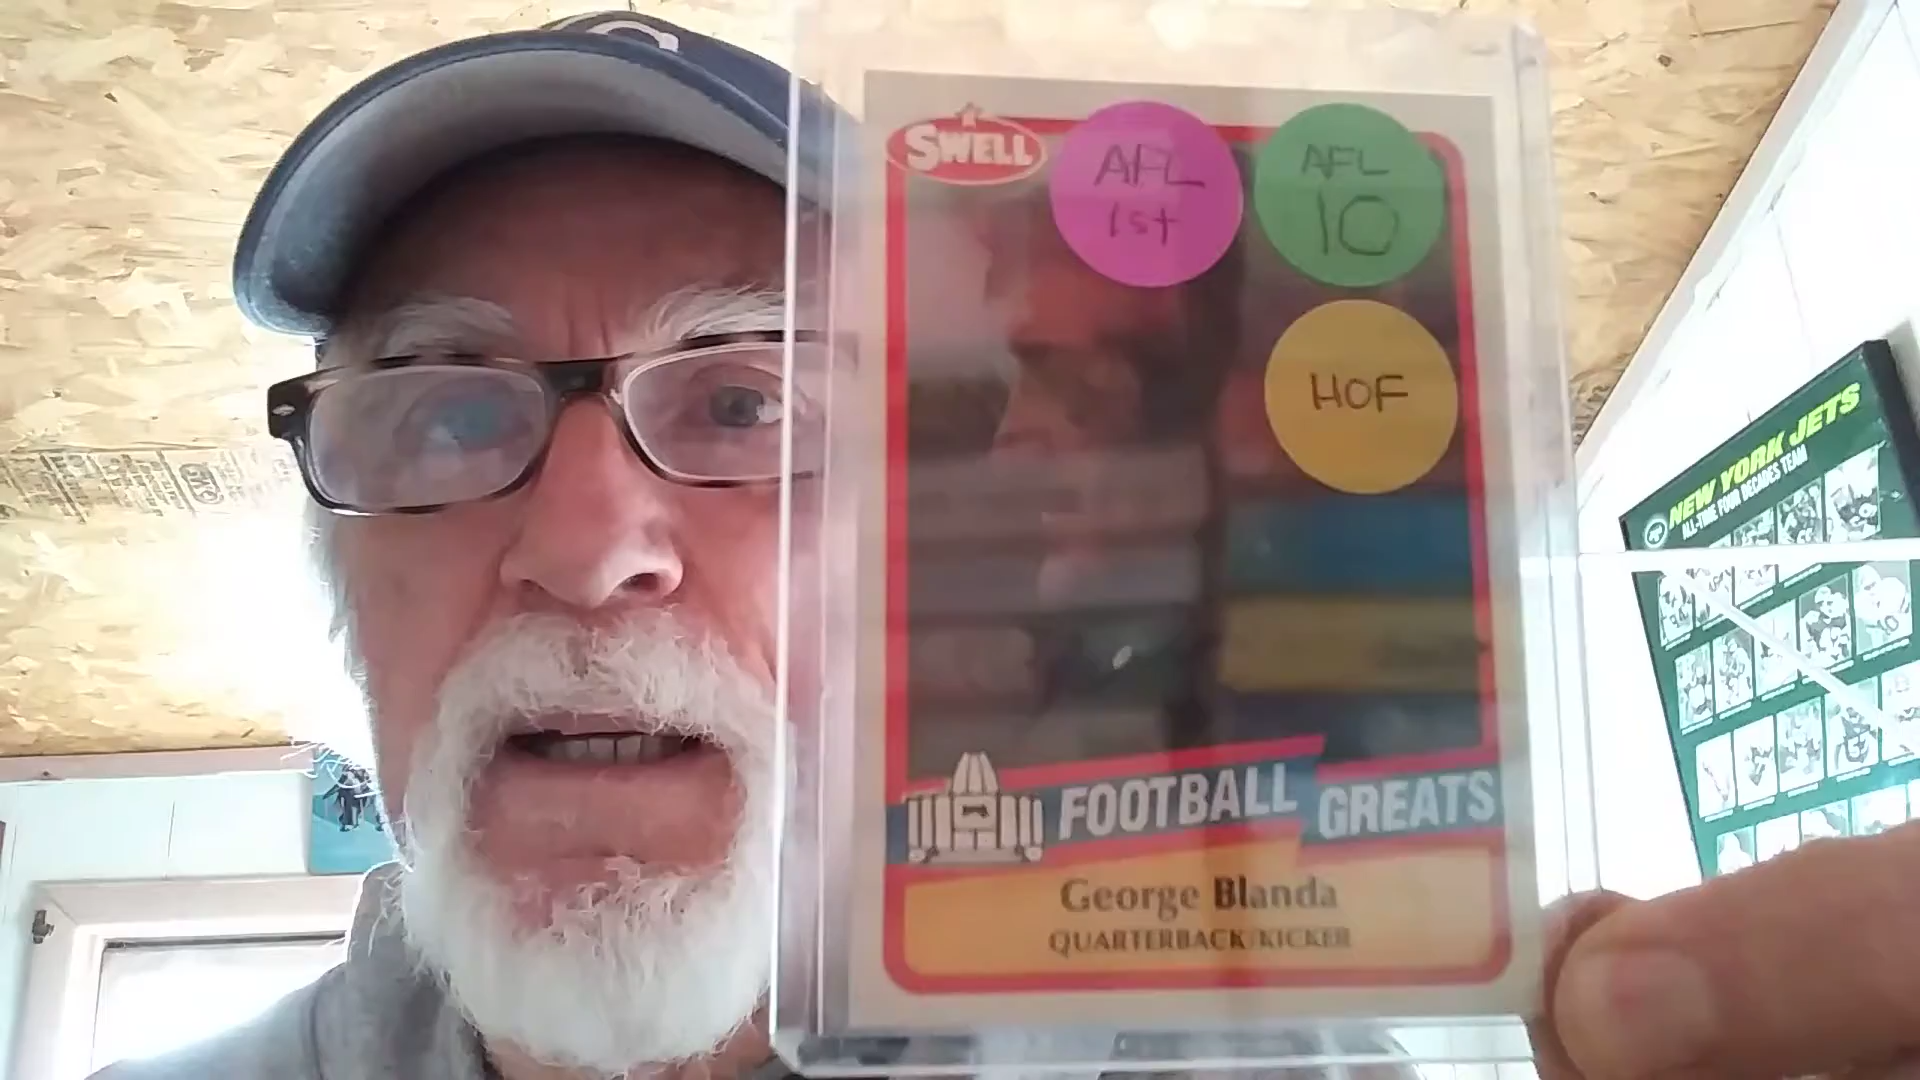 SWELL
AFL
1st
AFL
10
HOF
FOOTBALL GREATS
George Blanda
QUARTERBACK/KICKER
NEW YORK JETS
ALL-TIME FOUR DECADES TEAM